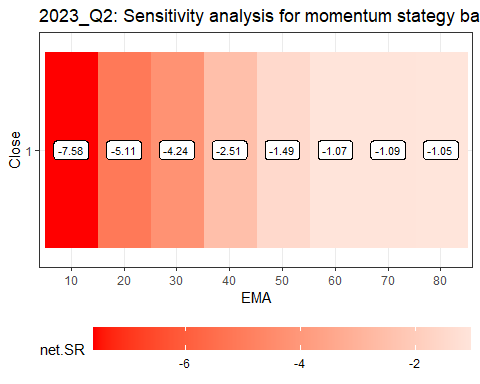 2023_Q2: Sensitivity analysis for momentum stategy ba
Close
1
-7.58 -5.11 -4.24 -2.51 -1.49 -1.07 -1.09 -1.05
10 20 30 40 50 60 70 80
EMA
net.SR
-6 -4 -2